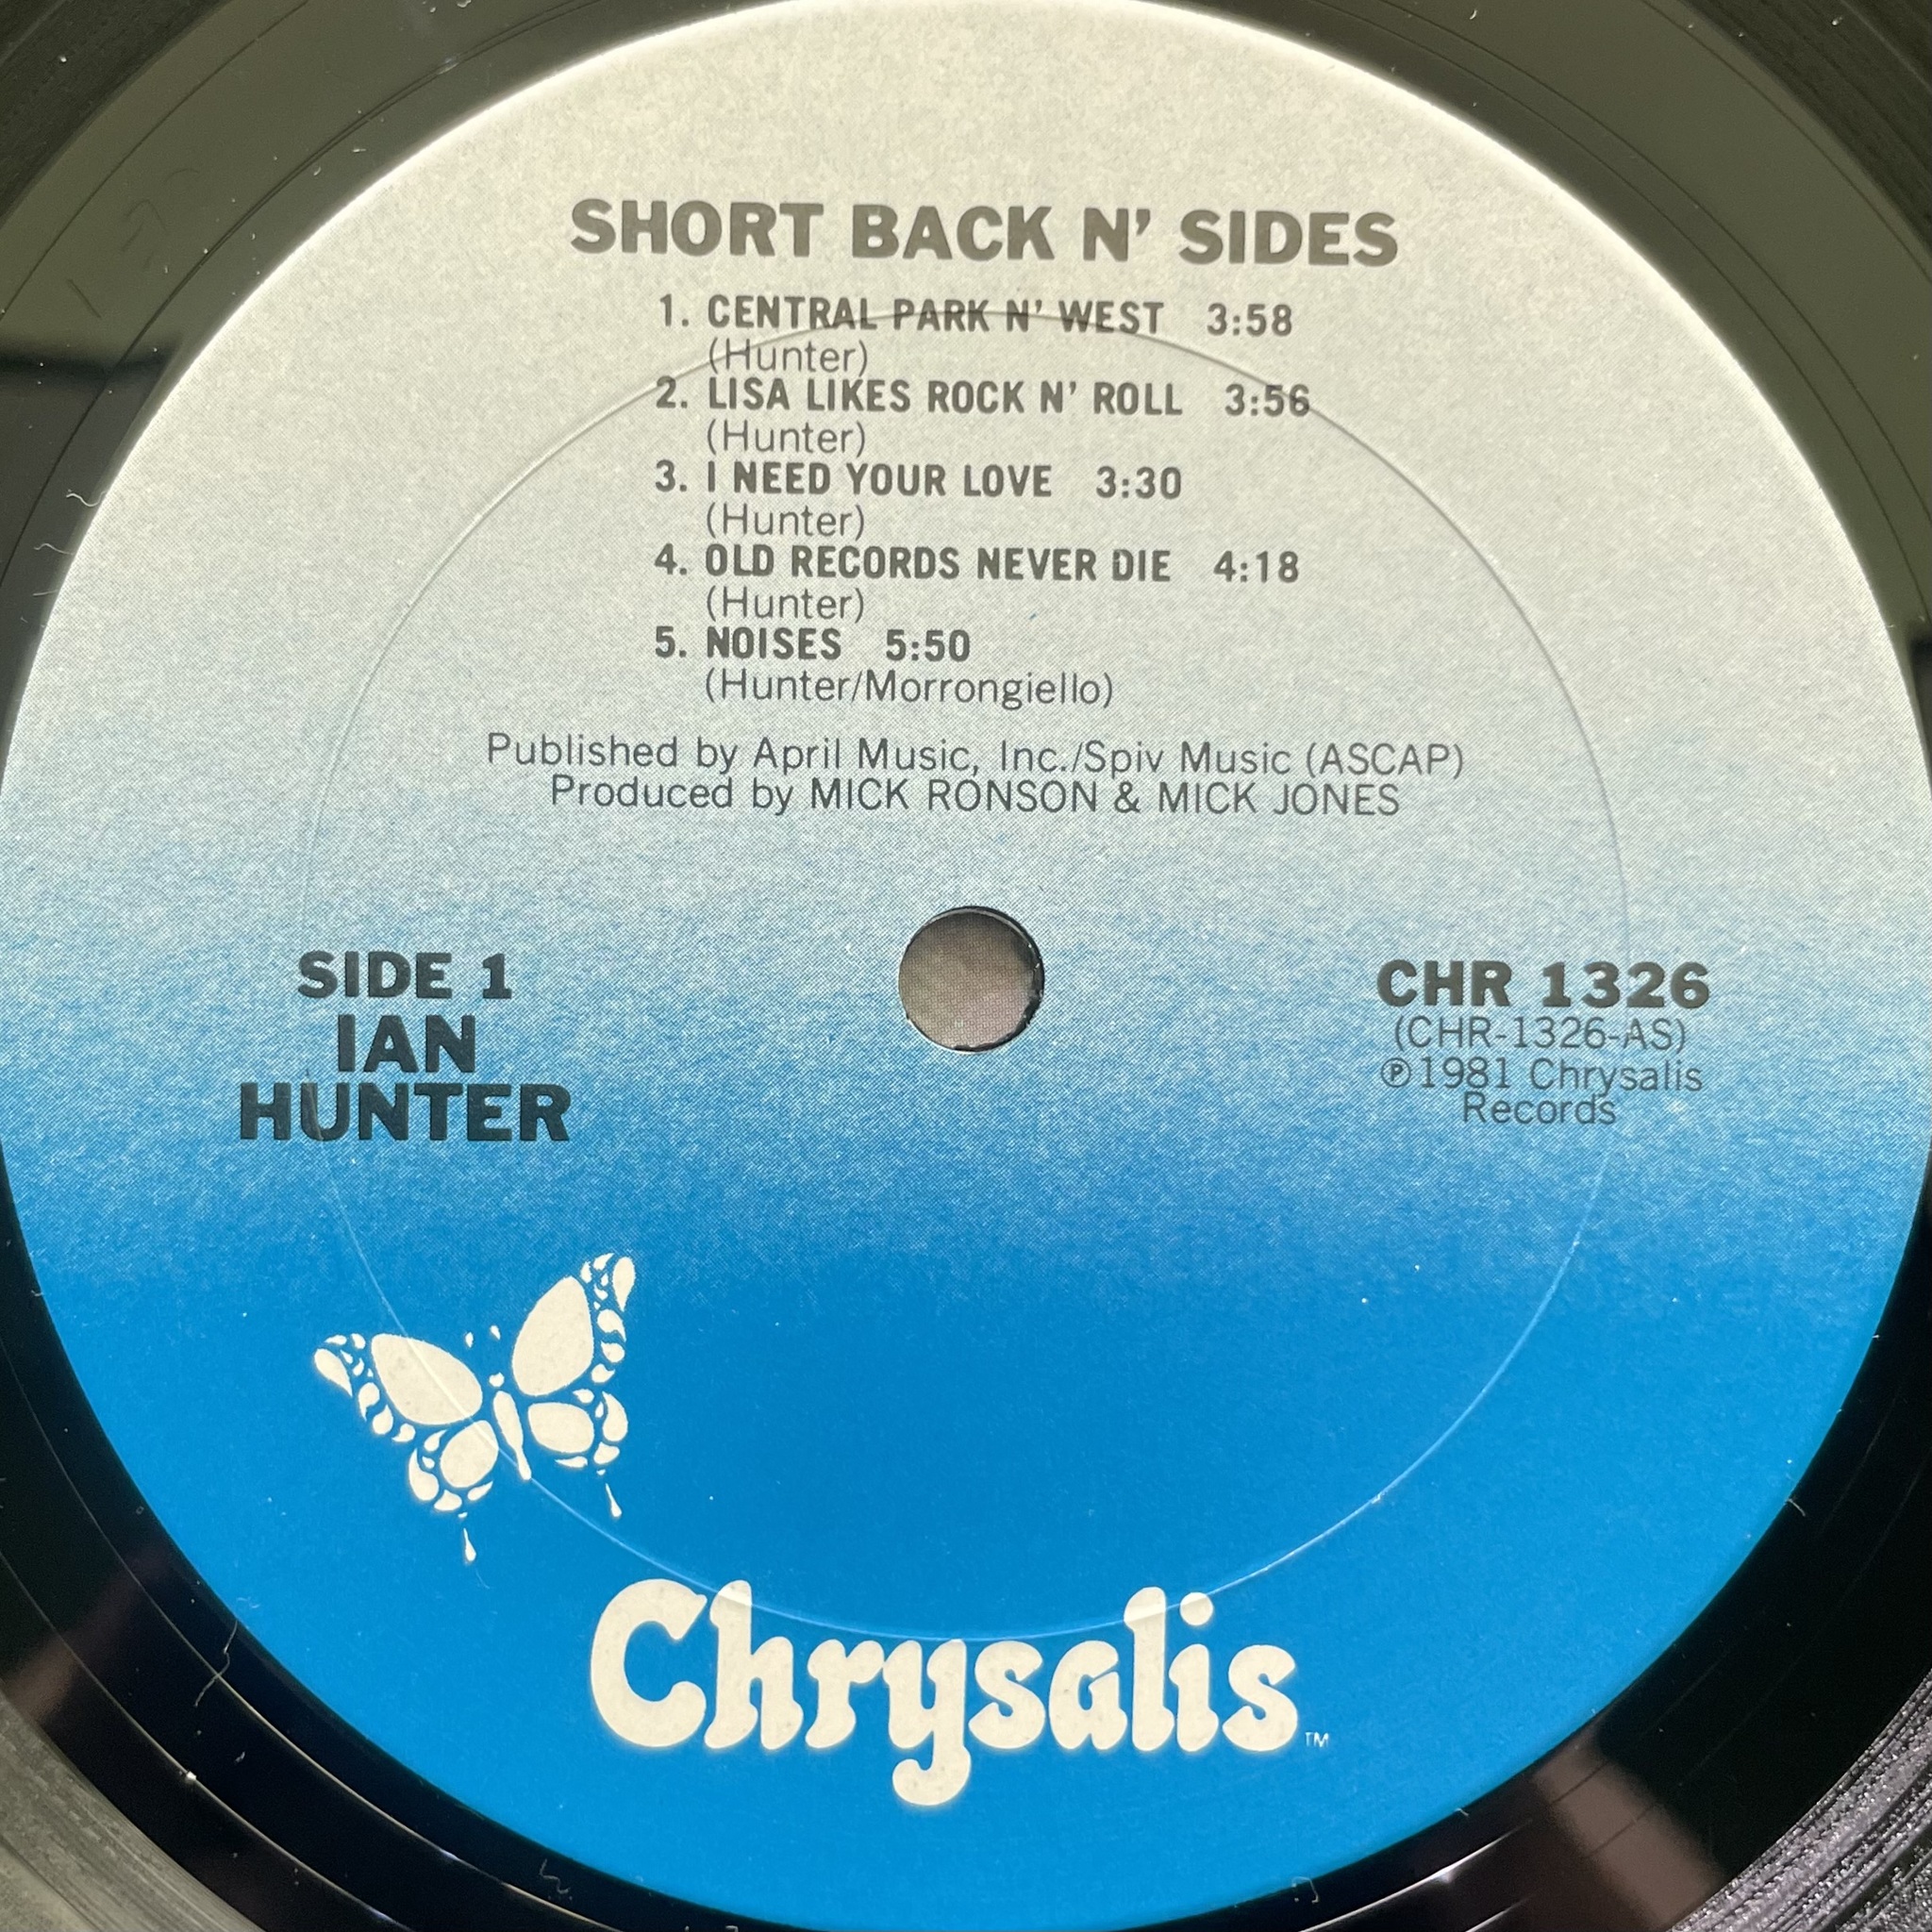 SHORT BACK N' SIDES
1. CENTRAL PARK N' WEST 3:58
(Hunter)
2. LISA LIKES ROCK N' ROLL 3:56
(Hunter)
3. I NEED YOUR LOVE 3:30
(Hunter)
4. OLD RECORDS NEVER DIE 4:18
(Hunter)
5. NOISES 5:50
(Hunter/Morrongiello)
Published by April Music, Inc./Spiv Music (ASCAP)
Produced by MICK RONSON & MICK JONES
SIDE 1
IAN
HUNTER
CHR 1326
(CHR-1326-AS)
℗1981 Chrysalis
Records
Chrysalis™